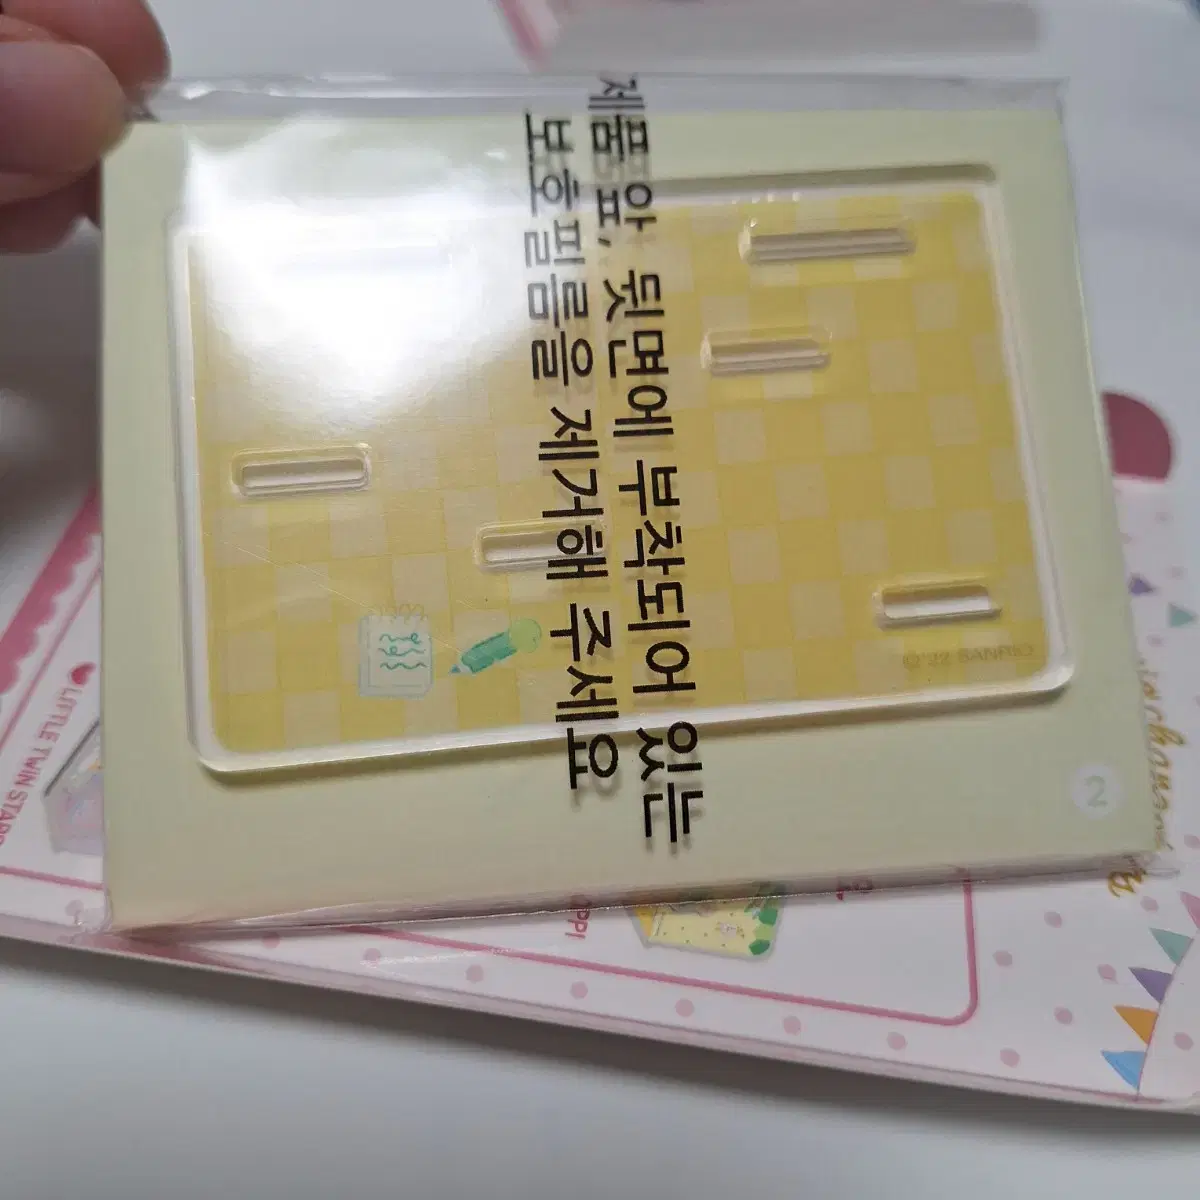 제품 앞, 뒷면에 부착되어 있는
보호필름을 제거해 주세요
©'22 SANRIO
2
LITTLE TWIN STAR